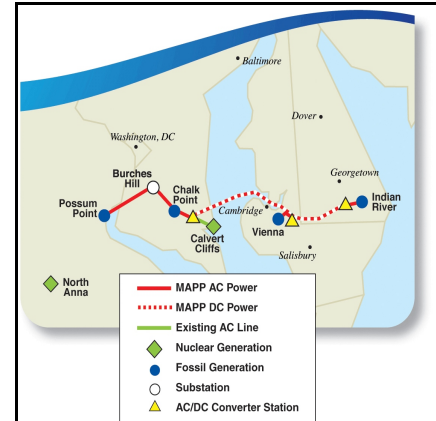 Baltimore
Dover
Washington, DC
Georgetown
Burches
Hill
Chalk
Point
Possum
Point
Cambridge
Indian
River
Vienna
Calvert
Cliffs
Salisbury
North
Anna
MAPP AC Power
MAPP DC Power
Existing AC Line
Nuclear Generation
Fossil Generation
Substation
AC/DC Converter Station